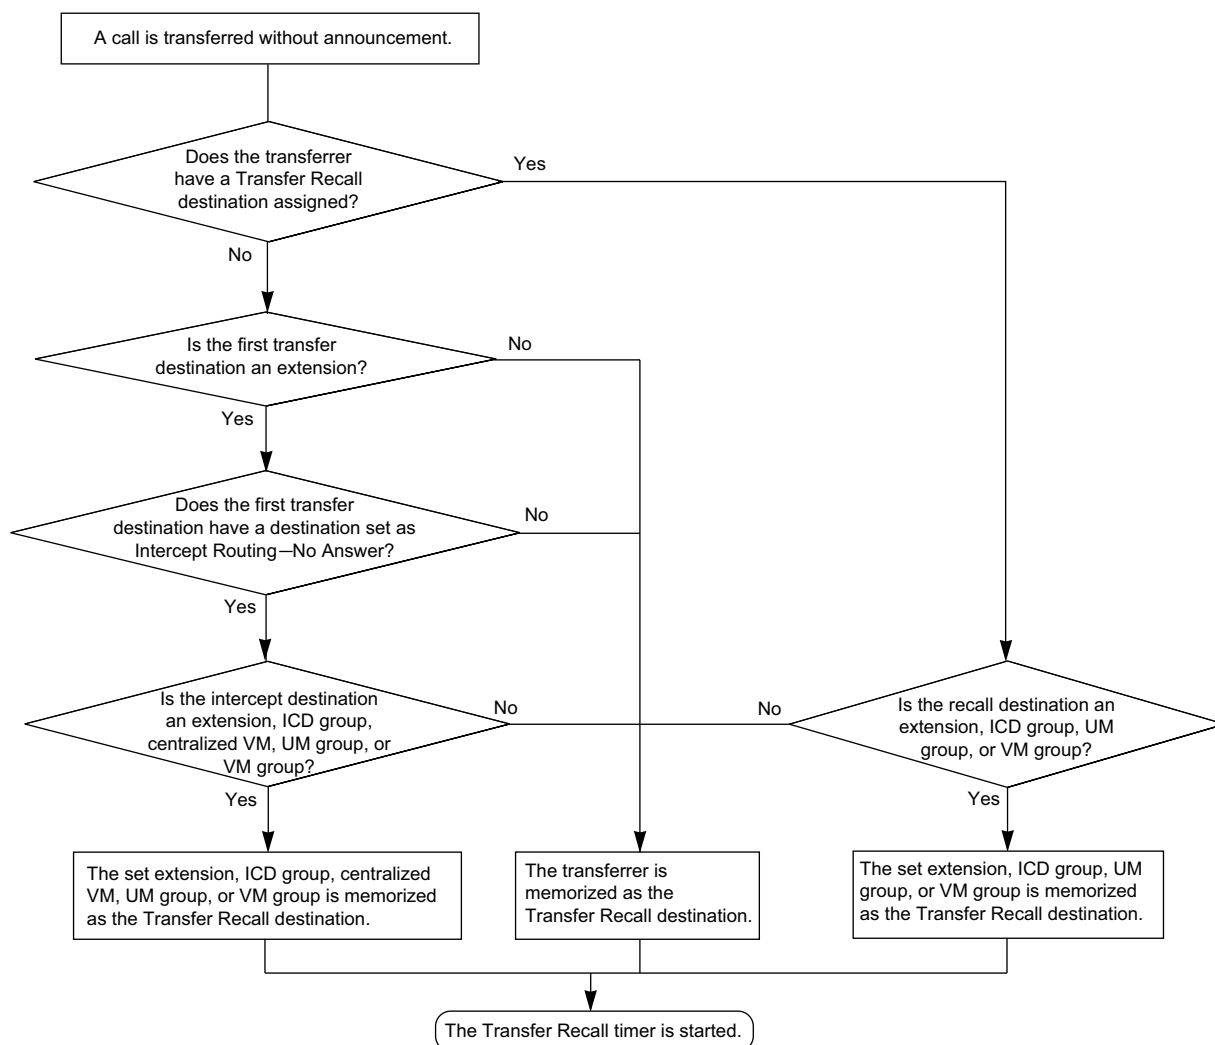 A call is transferred without announcement.
Does the transferrer
have a Transfer Recall
destination assigned?
Yes
No
Is the first transfer
destination an extension?
No
Yes
Does the first transfer
destination have a destination set as
Intercept Routing—No Answer?
No
Yes
Is the intercept destination
an extension, ICD group,
centralized VM, UM group, or
VM group?
No
Yes
Is the recall destination an
extension, ICD group, UM
group, or VM group?
No
Yes
The set extension, ICD group, centralized
VM, UM group, or VM group is memorized
as the Transfer Recall destination.
The transferrer is
memorized as the
Transfer Recall destination.
The set extension, ICD group, UM
group, or VM group is memorized
as the Transfer Recall destination.
The Transfer Recall timer is started.